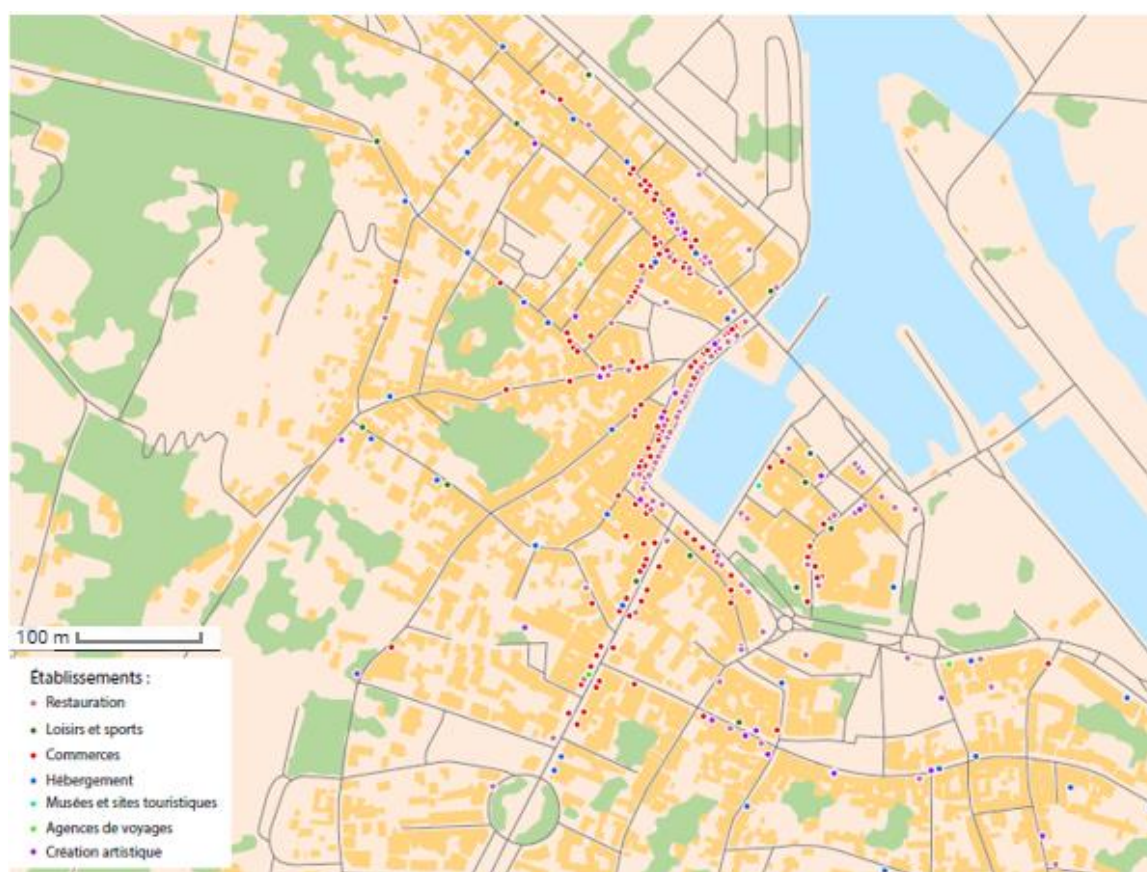 100 m
Établissements :
Restauration
Loisirs et sports
Commerces
Hébergement
Musées et sites touristiques
Agences de voyages
Création artistique